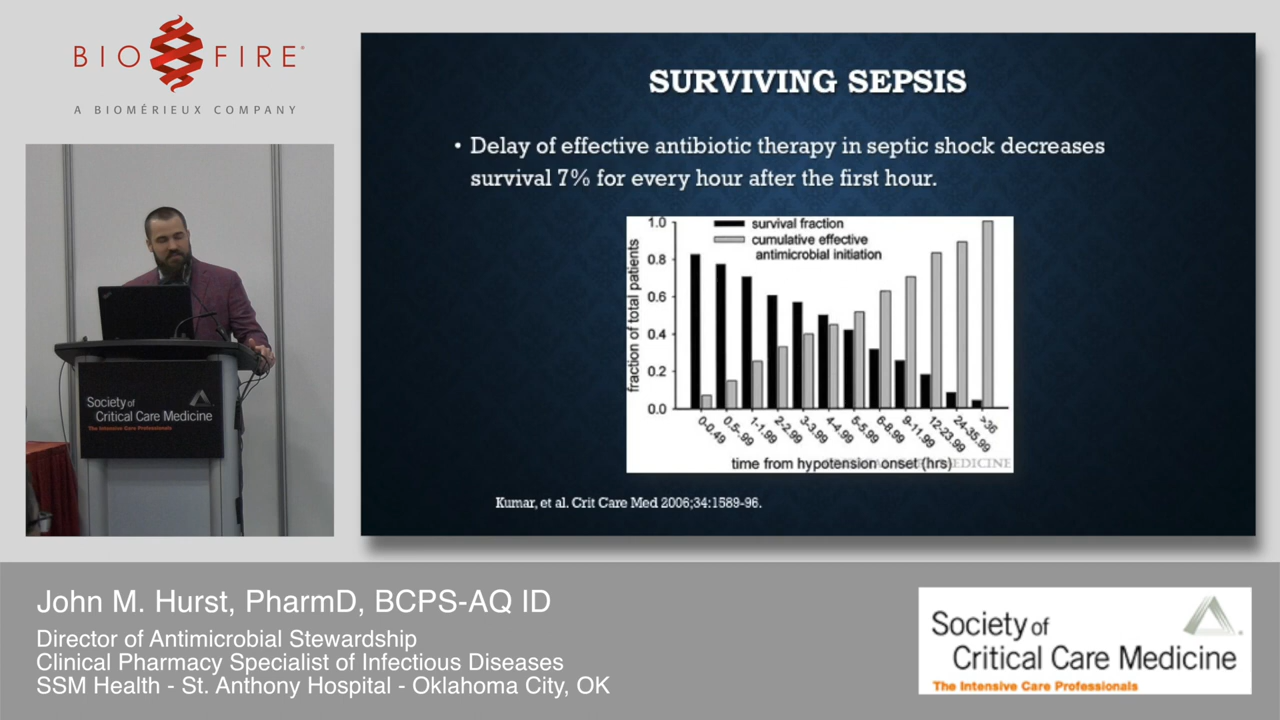 BIO FIRE
A BIOMÉRIEUX COMPANY
SURVIVING SEPSIS
• Delay of effective antibiotic therapy in septic shock decreases
survival 7% for every hour after the first hour.
survival fraction
cumulative effective
antimicrobial initiation
fraction of total patients
1.0
0.8
0.6
0.4
0.2
0.0
0-0.49
0.5-.99
1-1.99
2-2.99
3-3.99
4-4.99
5-5.99
6-8.99
9-11.99
12-23.99
24-35.99
>36
time from hypotension onset (hrs)
MEDICINE
Kumar, et al. Crit Care Med 2006;34:1589-96.
Society of
Critical Care Medicine
The Intensive Care Professionals
John M. Hurst, PharmD, BCPS-AQ ID
Director of Antimicrobial Stewardship
Clinical Pharmacy Specialist of Infectious Diseases
SSM Health - St. Anthony Hospital - Oklahoma City, OK
Society of
Critical Care Medicine
The Intensive Care Professionals